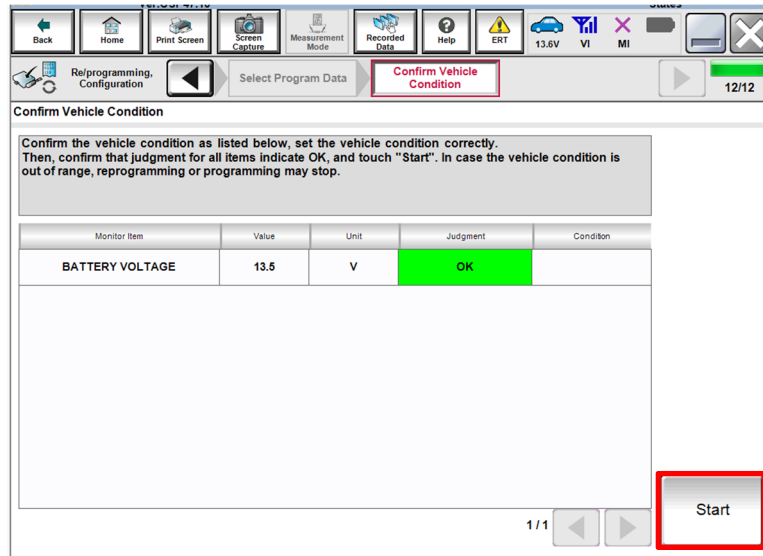 Back
Home
Print Screen
Screen
Capture
Measurement
Mode
Recorded
Data
Help
ERT
13.6V
VI
MI
Re/programming,
Configuration
Select Program Data
Confirm Vehicle
Condition
12/12
Confirm Vehicle Condition
Confirm the vehicle condition as listed below, set the vehicle condition correctly.
Then, confirm that judgment for all items indicate OK, and touch "Start". In case the vehicle condition is
out of range, reprogramming or programming may stop.
Monitor Item Value Unit Judgment Condition
BATTERY VOLTAGE 13.5 V OK
1/1
Start